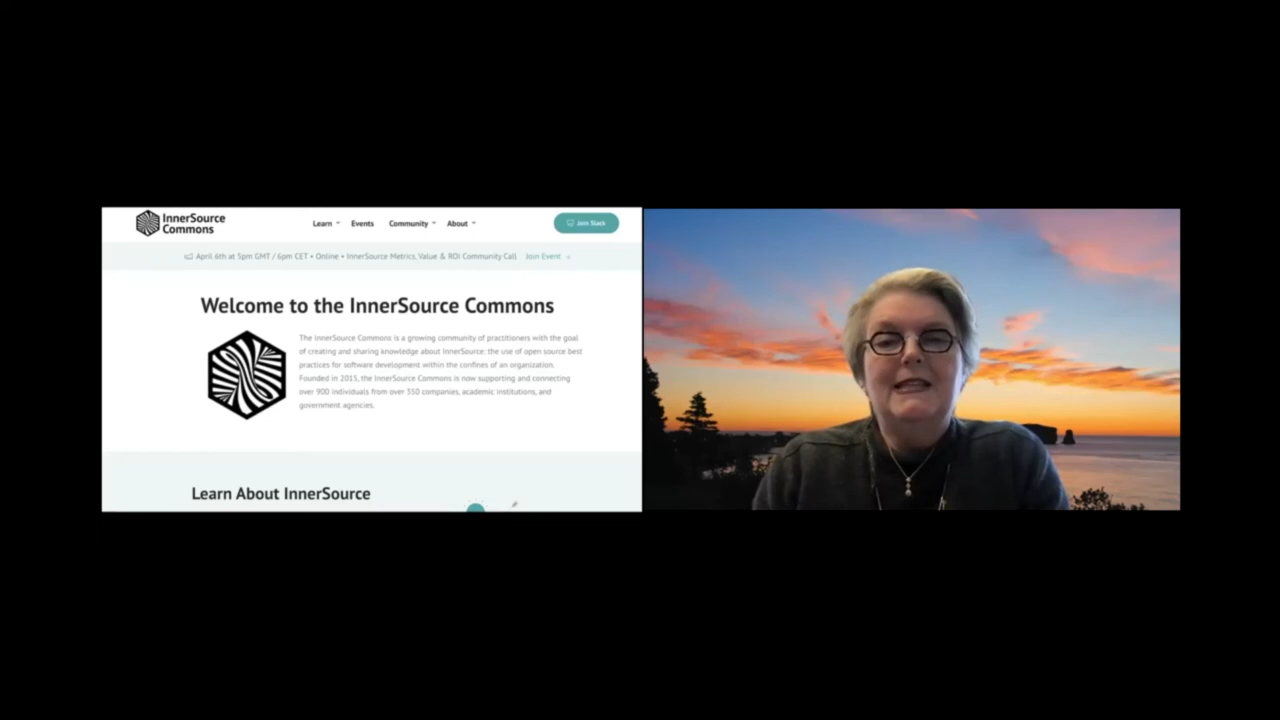 InnerSource
Commons
Learn
Events
Community
About
Join Slack
April 6th at 5pm GMT / 6pm CET • Online • InnerSource Metrics, Value & ROI Community Call
Join Event
Welcome to the InnerSource Commons
The InnerSource Commons is a growing community of practitioners with the goal
of creating and sharing knowledge about InnerSource: the use of open source best
practices for software development within the confines of an organization.
Founded in 2015, the InnerSource Commons is now supporting and connecting
over 900 individuals from over 350 companies, academic institutions, and
government agencies.
Learn About InnerSource